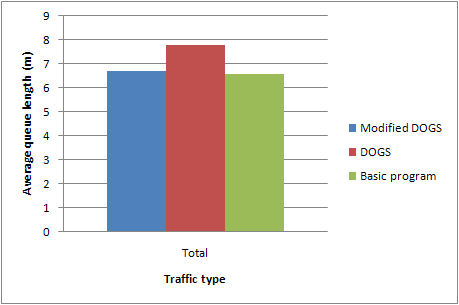 9
8
7
6
5
4
3
2
1
0
Average queue length (m)
Total
Traffic type
Modified DOGS
DOGS
Basic program